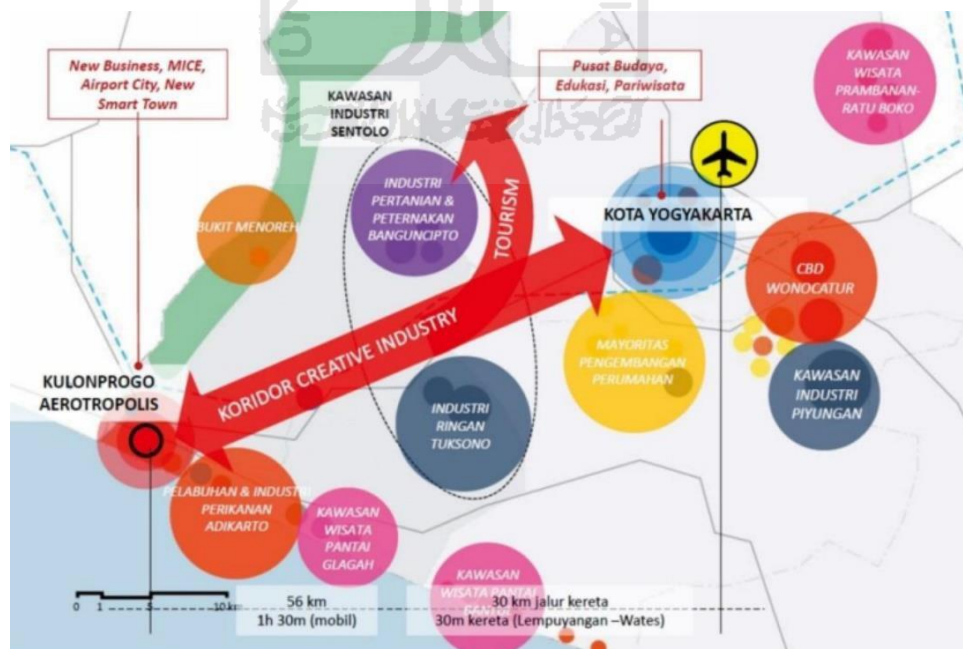 New Business, MICE,
Airport City, New
Smart Town
KAWASAN
INDUSTRI
SENTOLO
Pusat Budaya,
Edukasi, Pariwisata
KAWASAN
WISATA
PRAMBANAN-
RATU BOKO
INDUSTRI
PERTANIAN &
PETERNAKAN
BANGUNCIPTO
BUKIT MENOREH
TOURISM
KOTA YOGYAKARTA
CBD
WONOCATUR
KORIDOR CREATIVE INDUSTRY
MAYORITAS
PENGEMBANGAN
PERUMAHAN
KAWASAN
INDUSTRI
PIYUNGAN
KULONPROGO
AEROTROPOLIS
INDUSTRI
RINGAN
TUKSONO
PELABUHAN & INDUSTRI
PERIKANAN
ADIKARTO
KAWASAN
WISATA
PANTAI
GLAGAH
KAWASAN
WISATA PANTAI
0 1 5 10 km
56 km
1h 30m (mobil)
30 km jalur kereta
30m kereta (Lempuyangan –Wates)